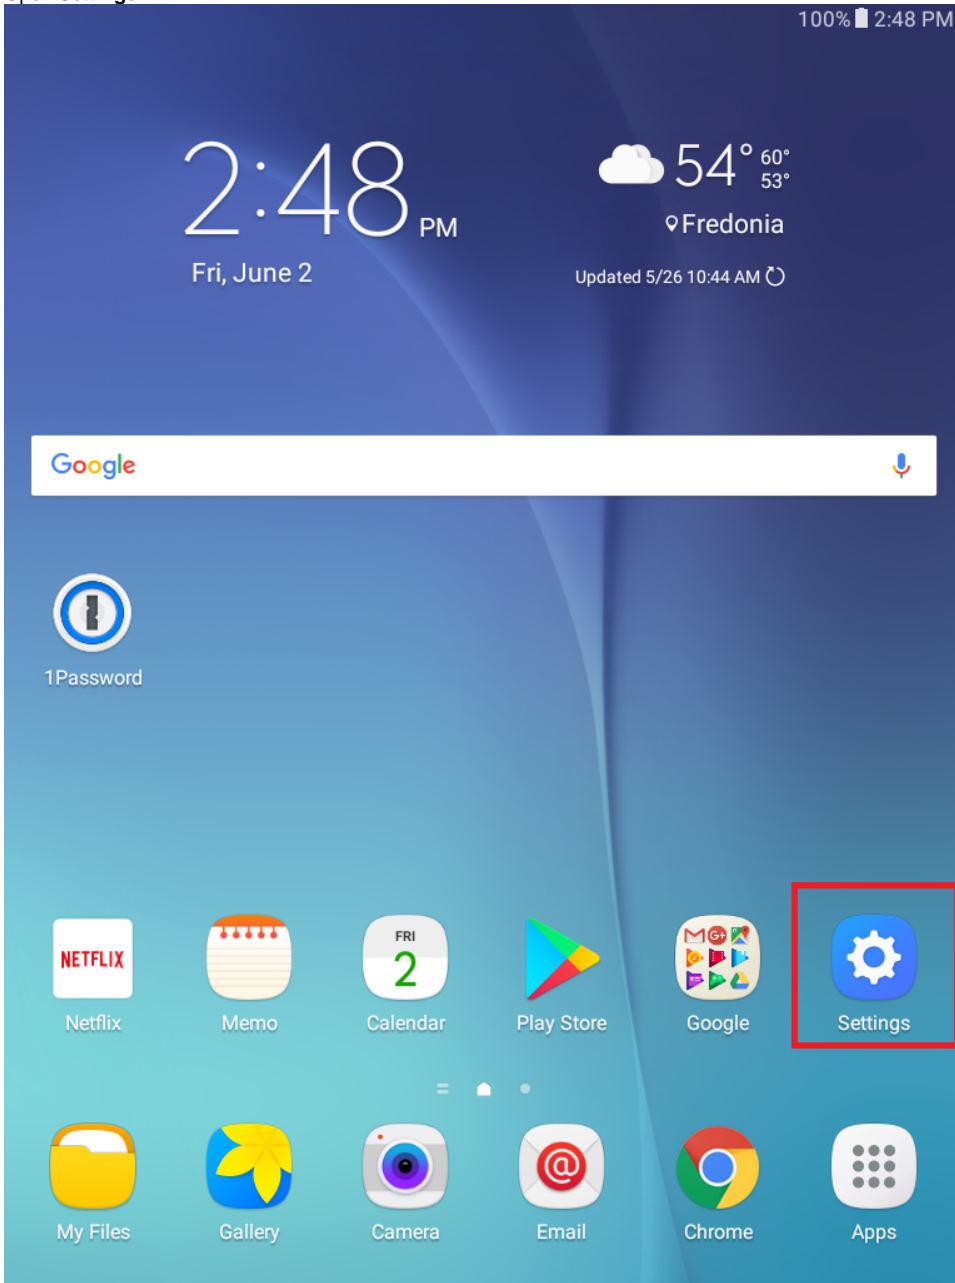 100% 2:48 PM
2:48 PM
54° 60°
53°
Fredonia
Fri, June 2
Updated 5/26 10:44 AM
Google
1Password
NETFLIX
FRI
2
G+
Netflix
Memo
Calendar
Play Store
Google
Settings
@
My Files
Gallery
Camera
Email
Chrome
Apps